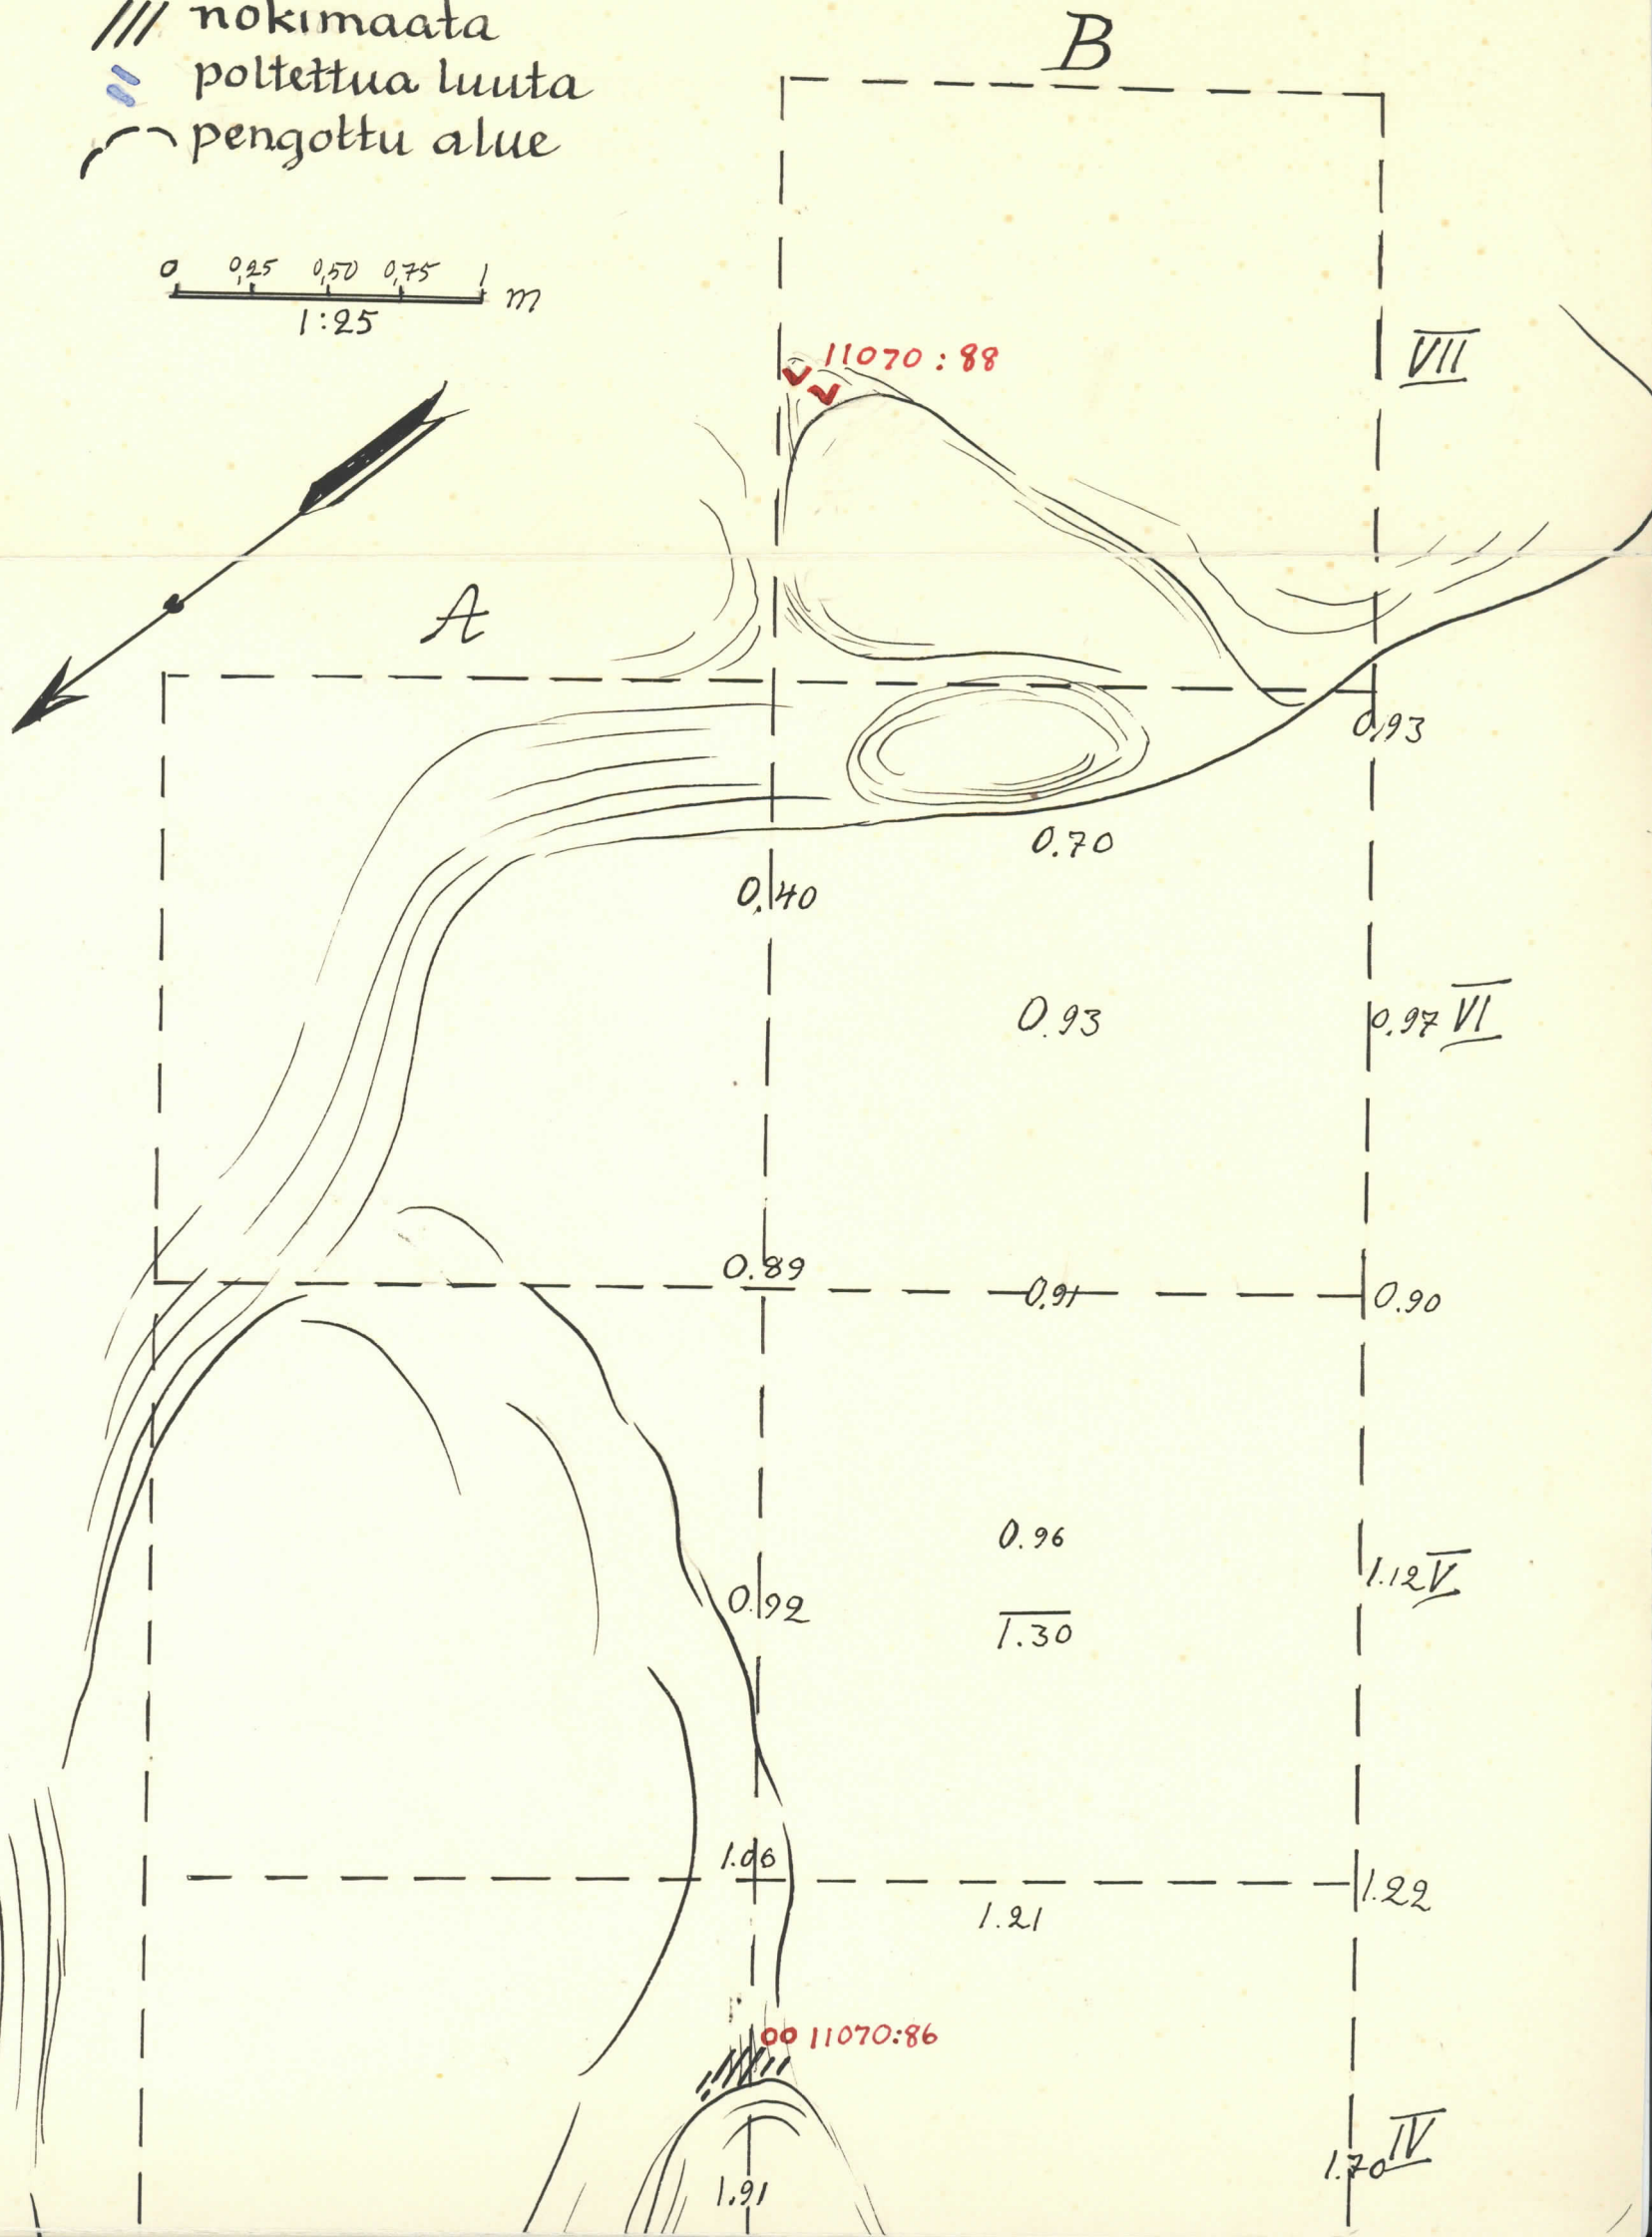 /// nokimaata
poltettua luuta
pengottu alue
0 0,25 0,50 0,75 1 m
1:25
B
VII
11070:88
A
0,93
0.70
0.40
0.93
0.97 VI
0.89
0.91
0.90
0.96
1.30
1.12 V
0.92
1.06
1.22
1.21
11070:86
1.70 IV
1.91